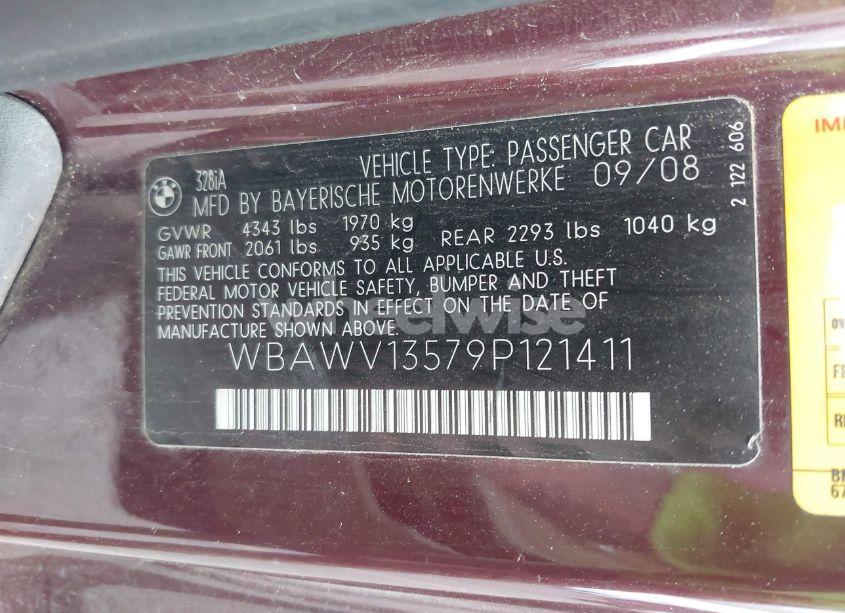 328iA
VEHICLE TYPE: PASSENGER CAR
MFD BY BAYERISCHE MOTORENWERKE 09/08
GVWR 4343 lbs 1970 kg
GAWR FRONT 2061 lbs 935 kg REAR 2293 lbs 1040 kg
THIS VEHICLE CONFORMS TO ALL APPLICABLE U.S.
FEDERAL MOTOR VEHICLE SAFETY, BUMPER AND THEFT
PREVENTION STANDARDS IN EFFECT ON THE DATE OF
MANUFACTURE SHOWN ABOVE
WBAWV13579P121411
2 122 606
wheelwise